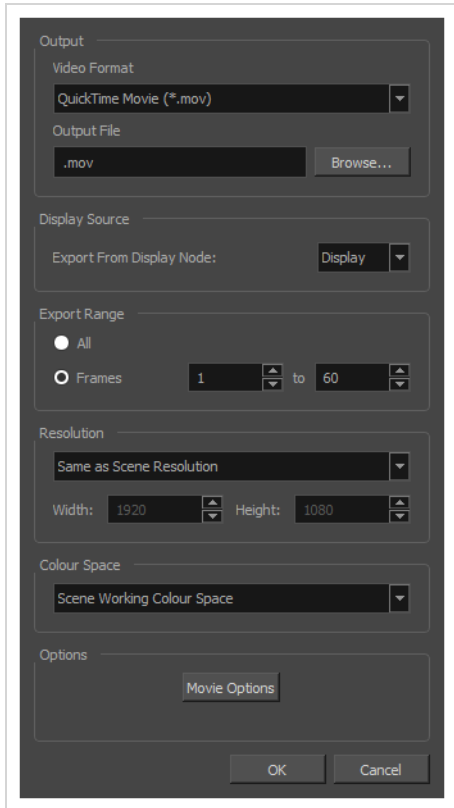 Output
Video Format
QuickTime Movie (*.mov)
Output File
.mov Browse...
Display Source
Export From Display Node: Display
Export Range
All
Frames 1 to 60
Resolution
Same as Scene Resolution
Width: 1920 Height: 1080
Colour Space
Scene Working Colour Space
Options
Movie Options
OK Cancel